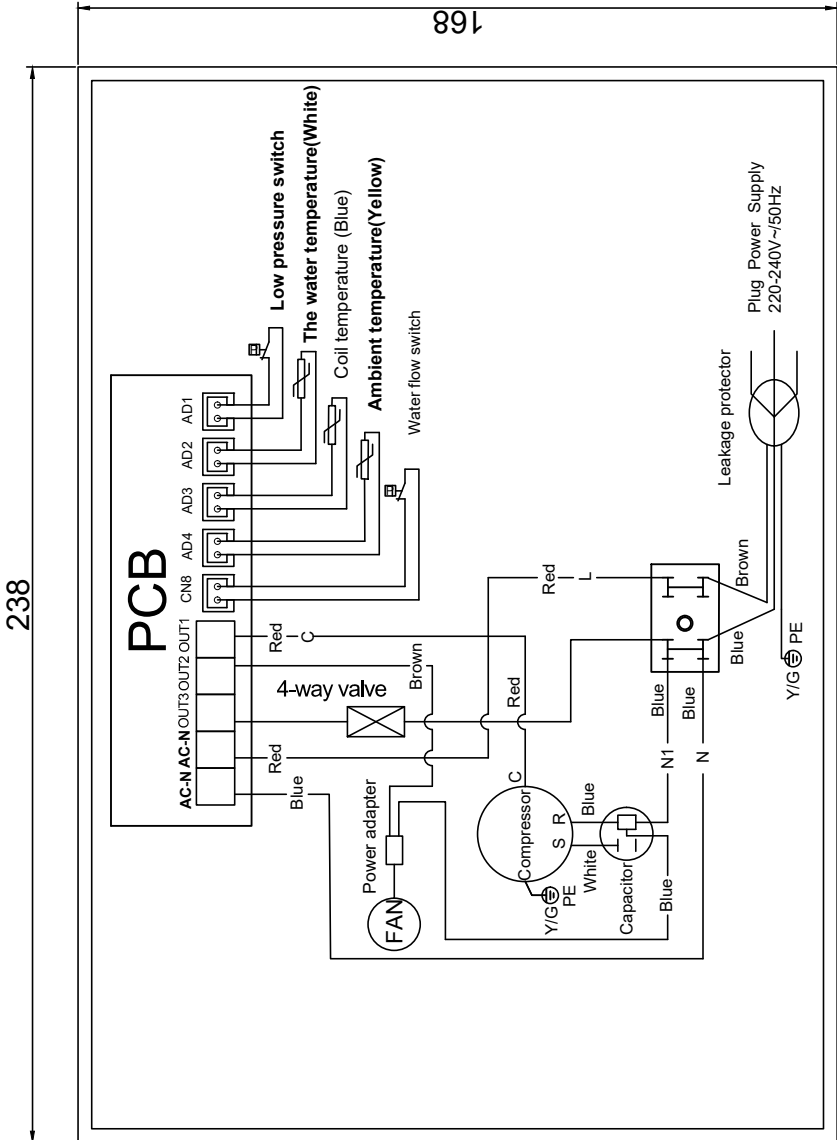 168
238
PCB
AD1
AD2
AD3
AD4
CN8
OUT1
OUT2
OUT3
AC-N
AC-N
Low pressure switch
The water temperature(White)
Coil temperature (Blue)
Ambient temperature(Yellow)
Water flow switch
Plug Power Supply
220-240V~/50Hz
Leakage protector
Red
C
Brown
4-way valve
Red
Blue
Red
L
Brown
Blue
Y/G PE
Red
Blue
Blue
N1
N
Power adapter
FAN
Compressor
C
R
S
Blue
White
Y/G
PE
Capacitor
Blue